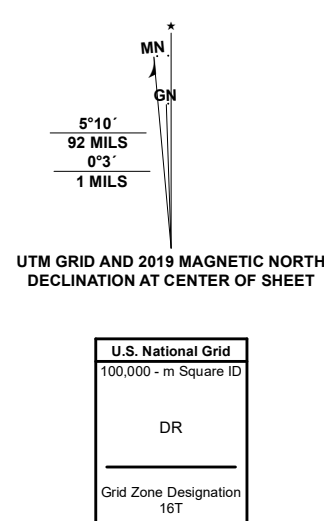 ★
MN
GN
5°10´
92 MILS
0°3´
1 MILS
UTM GRID AND 2019 MAGNETIC NORTH
DECLINATION AT CENTER OF SHEET
U.S. National Grid
100,000 - m Square ID
DR
Grid Zone Designation
16T